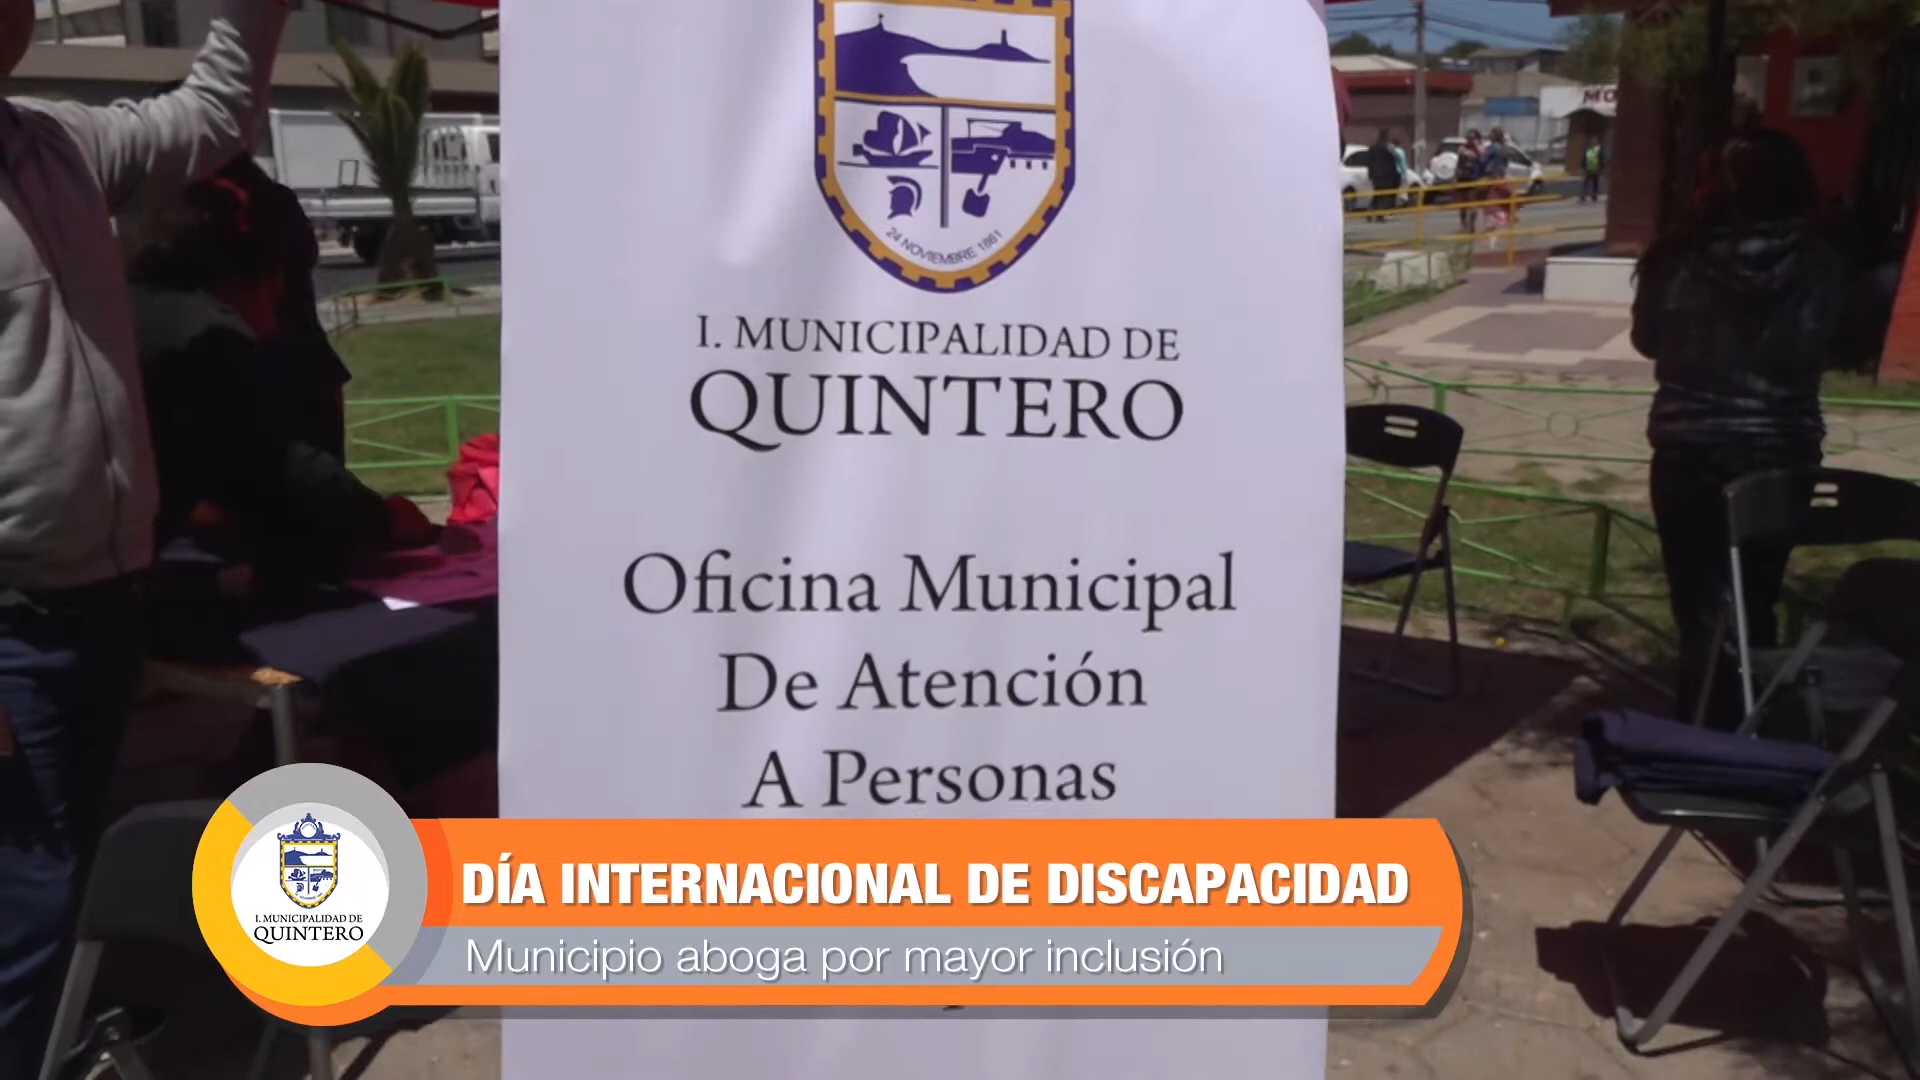 24 NOVIEMBRE 1861
I. MUNICIPALIDAD DE
QUINTERO
Oficina Municipal
De Atención
A Personas
MO
DÍA INTERNACIONAL DE DISCAPACIDAD
Municipio aboga por mayor inclusión
I. MUNICIPALIDAD DE
QUINTERO